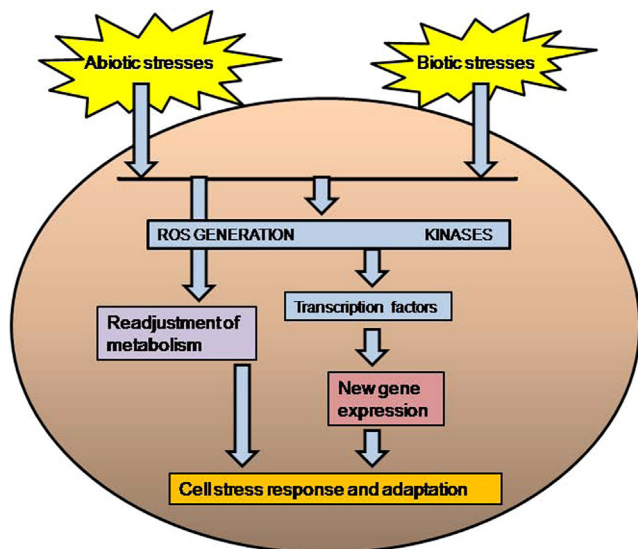 Abiotic stresses
Biotic stresses
ROS GENERATION KINASES
Transcription factors
Readjustment of
metabolism
New gene
expression
Cell stress response and adaptation